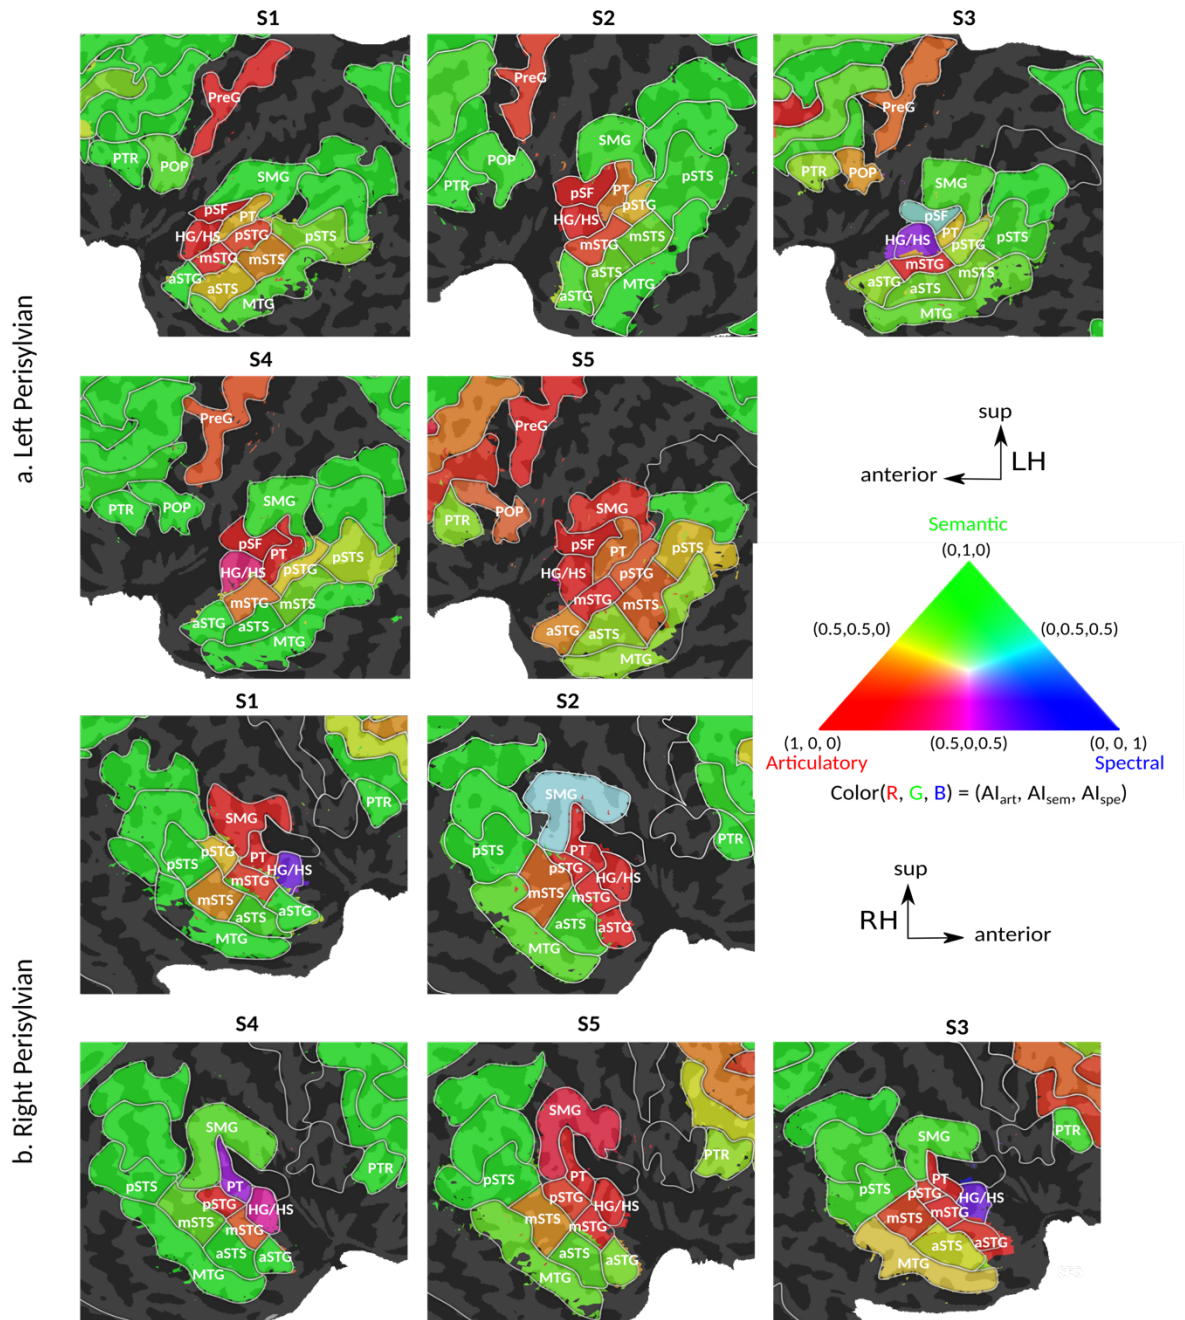 S1
S2
S3
a. Left Perisylvian
PreG
PTR
POP
SMG
pSF
PT
HG/HS
pSTG
pSTS
mSTG
mSTS
aSTG
aSTS
MTG
PreG
SMG
POP
PTR
pSTS
pSF
PT
pSTG
HG/HS
mSTG
mSTS
aSTS
aSTG
MTG
PreG
PTR
POP
SMG
pSF
PT
HG/HS
pSTG
pSTS
mSTG
mSTS
aSTG
aSTS
MTG
S4
S5
PreG
PTR
POP
SMG
pSF
PT
pSTS
HG/HS
pSTG
mSTG
mSTS
aSTG
aSTS
MTG
PreG
SMG
PTR
POP
pSF
PT
pSTS
HG/HS
pSTG
mSTG
mSTS
aSTG
aSTS
MTG
sup
anterior
LH
Semantic
(0,1,0)
(0.5,0.5,0)
(0,0.5,0.5)
(1, 0, 0)
(0.5,0,0.5)
(0, 0, 1)
Articulatory
Spectral
Color(R, G, B) = (AIart, AIsem, AIspe)
sup
RH
anterior
b. Right Perisylvian
S1
S2
PTR
SMG
pSTG
PT
pSTS
HG/HS
mSTG
mSTS
aSTG
aSTS
MTG
SMG
PTR
pSTS
PT
pSTG
HG/HS
mSTS
mSTG
aSTS
aSTG
MTG
S4
S5
S3
SMG
PTR
pSTS
PT
pSTG
HG/HS
mSTS
mSTG
aSTS
aSTG
MTG
SMG
PTR
pSTS
PT
pSTG
HG/HS
mSTS
mSTG
aSTS
aSTG
MTG
PTR
SMG
PT
pSTS
pSTG
HG/HS
mSTS
mSTG
aSTS
aSTG
MTG